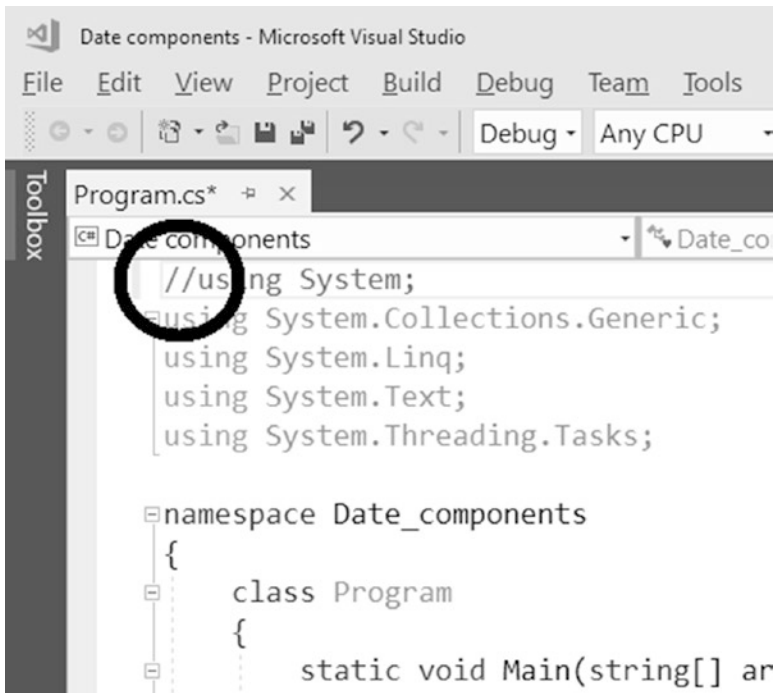 Date components - Microsoft Visual Studio
File Edit View Project Build Debug Team Tools
Debug Any CPU
Toolbox
Program.cs*
C# Date components Date_co
//using System;
using System.Collections.Generic;
using System.Linq;
using System.Text;
using System.Threading.Tasks;
namespace Date_components
{
class Program
{
static void Main(string[] ar